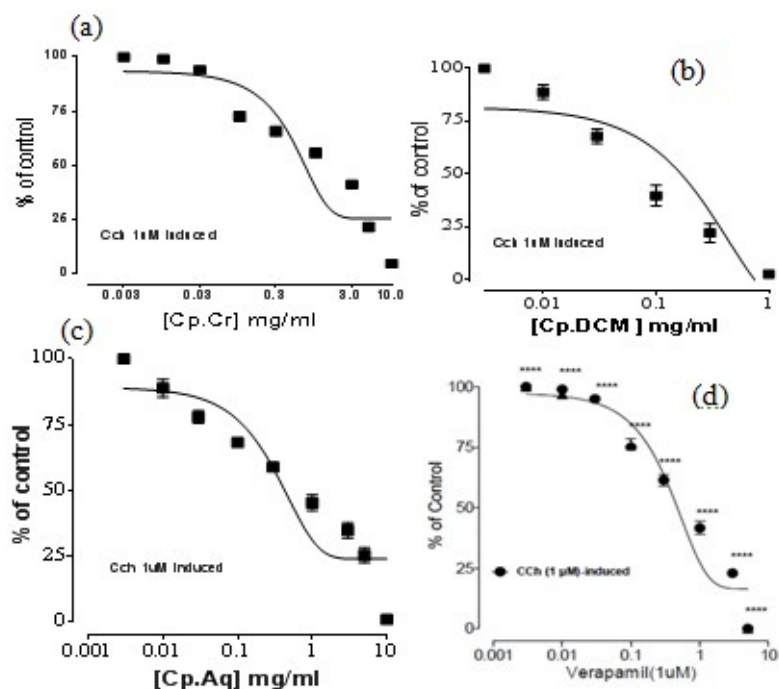 (a)
% of control
100
76
60
26
0
Cch 1uM Induced
0.003
0.03
0.3
3.0
10.0
[Cp.Cr] mg/ml
(b)
% of control
100
75
50
25
0
Cch 1uM Induced
0.01
0.1
1
[Cp.DCM ] mg/ml
(c)
% of control
100
75
50
25
0
Cch 1uM Induced
0.001
0.01
0.1
1
10
[Cp.Aq] mg/ml
(d)
% of Control
100
75
50
25
0
**** **** ****
****
****
****
****
****
CCh (1 µM)-induced
0.001
0.01
0.1
1
10
Verapamil(1uM)